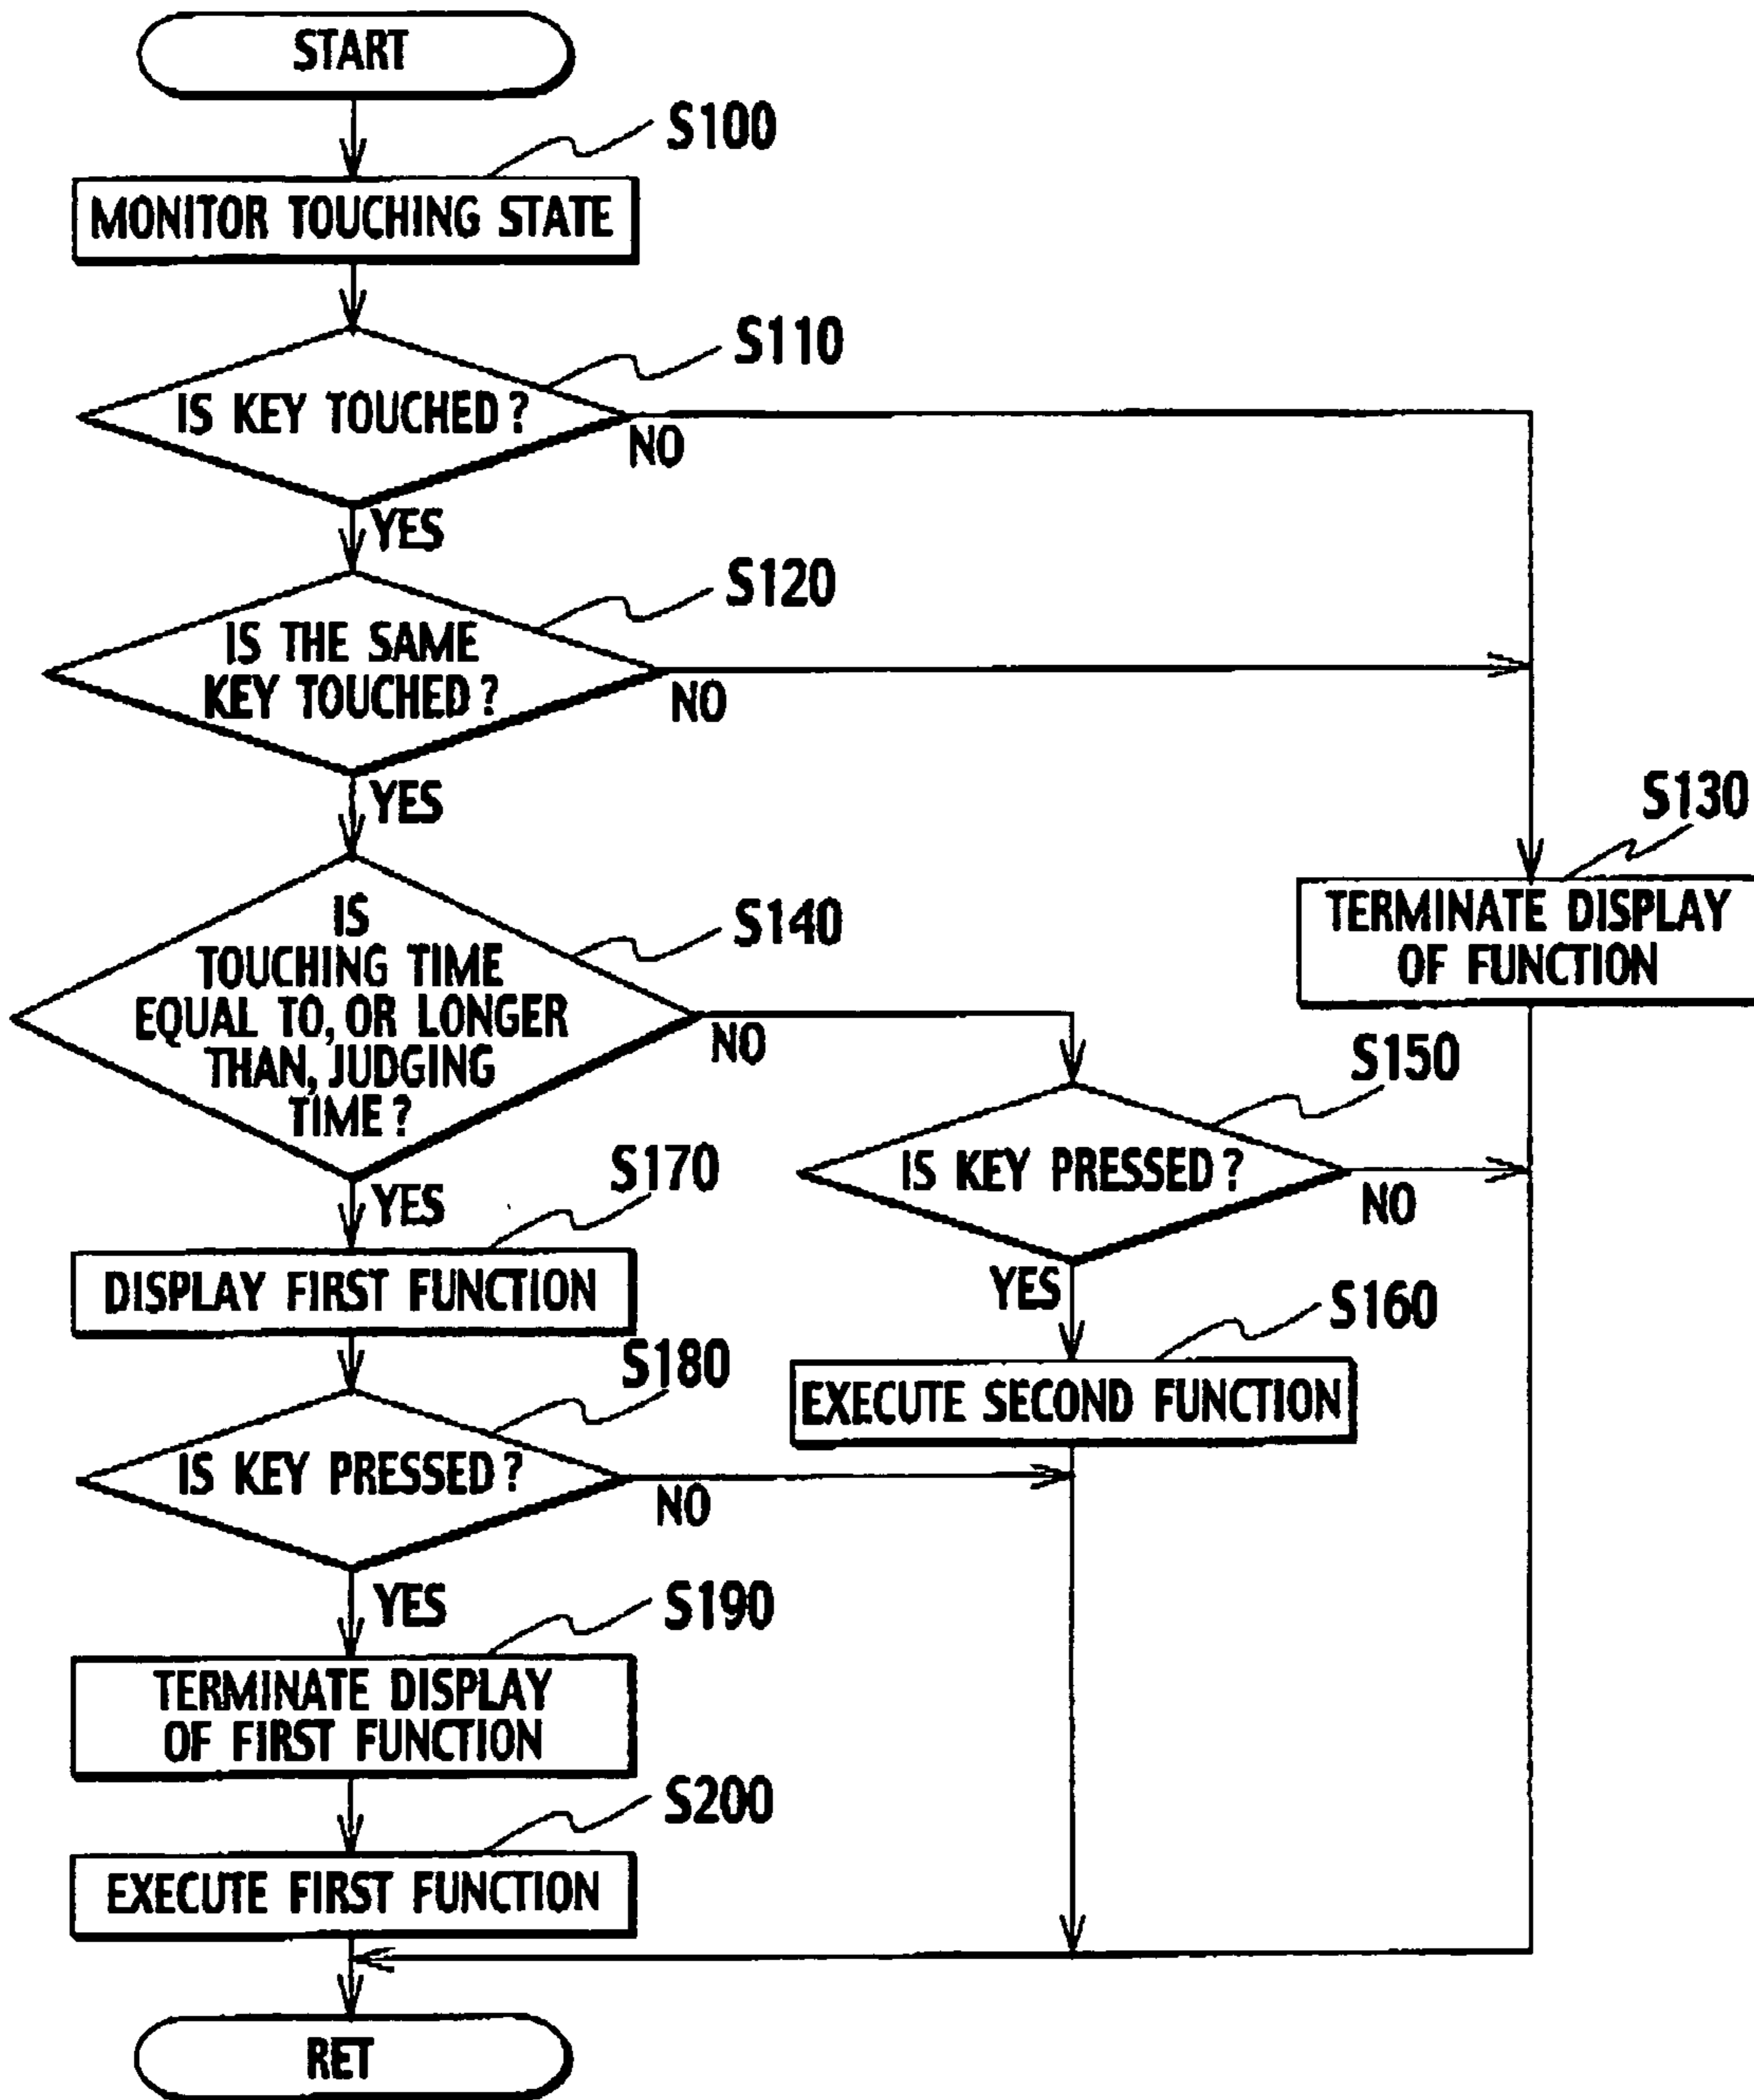 START
S100
MONITOR TOUCHING STATE
S110
IS KEY TOUCHED?
NO
YES
S120
IS THE SAME
KEY TOUCHED?
NO
YES
S130
TERMINATE DISPLAY
OF FUNCTION
S140
IS
TOUCHING TIME
EQUAL TO, OR LONGER
THAN, JUDGING
TIME?
NO
YES
S150
IS KEY PRESSED?
NO
YES
S160
EXECUTE SECOND FUNCTION
S170
DISPLAY FIRST FUNCTION
S180
IS KEY PRESSED?
NO
YES
S190
TERMINATE DISPLAY
OF FIRST FUNCTION
S200
EXECUTE FIRST FUNCTION
RET